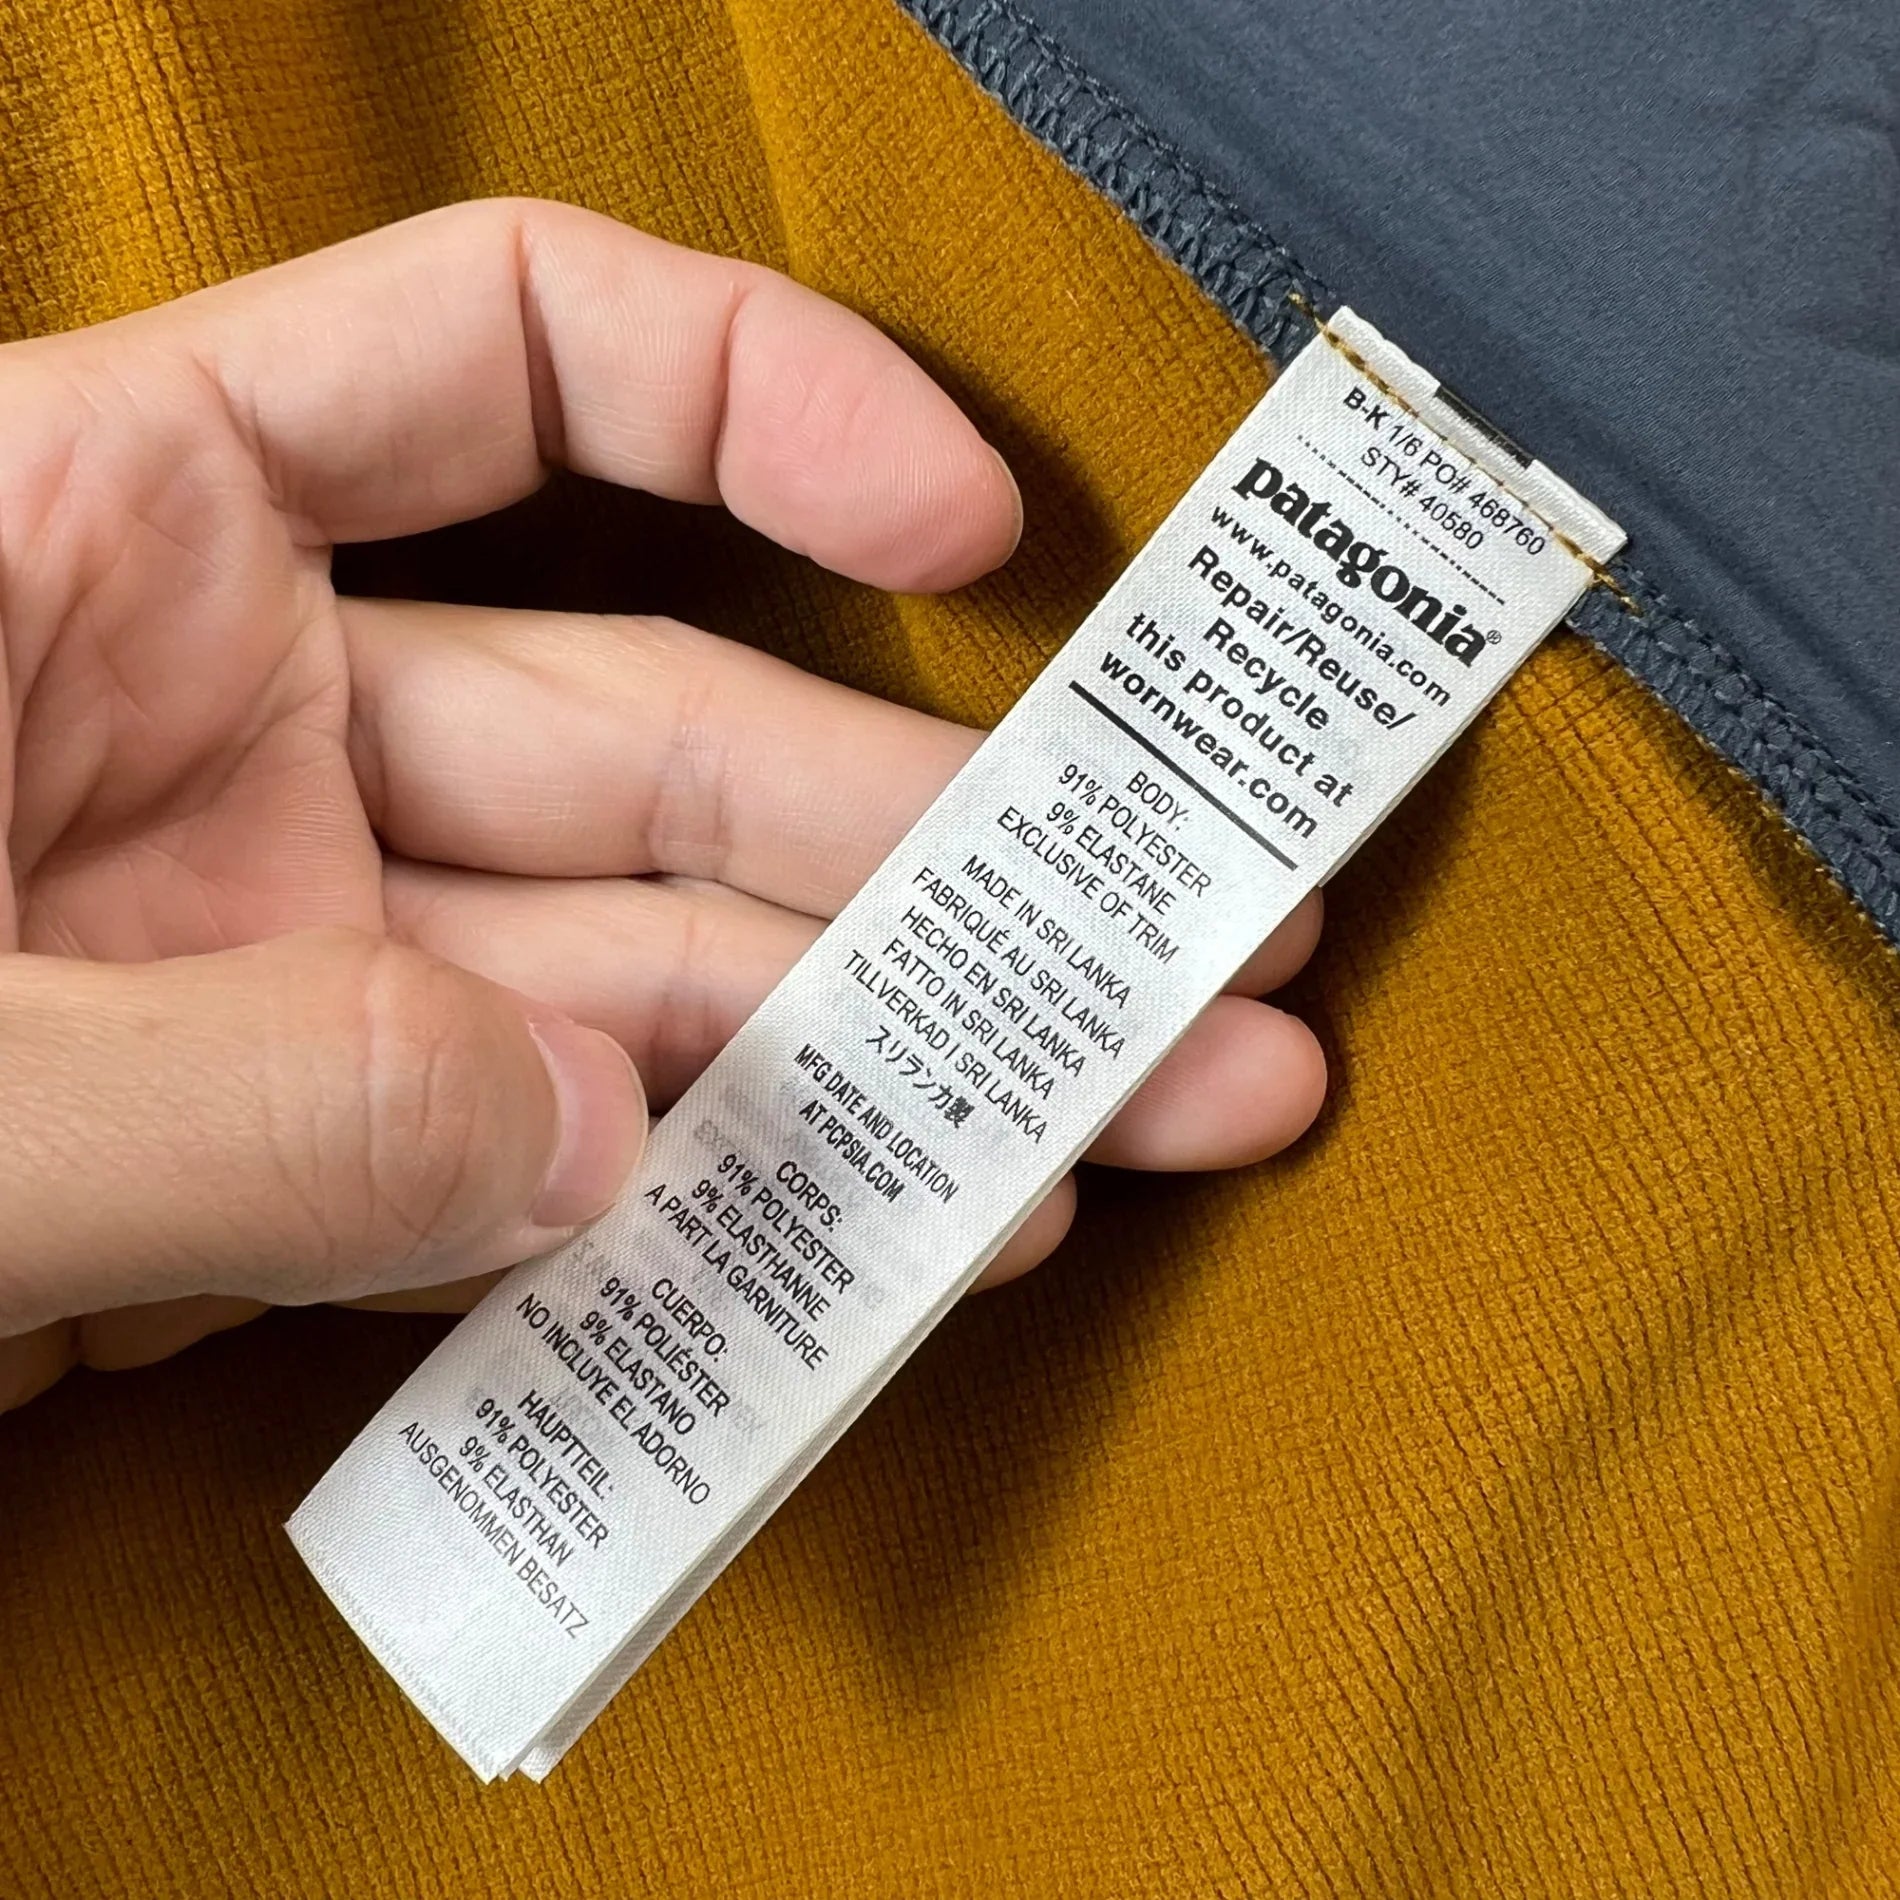 B-K 1/6 PO# 468760
STY# 40580
patagonia®
www.patagonia.com
Repair/Reuse/
Recycle
this product at
wornwear.com
BODY:
91% POLYESTER
9% ELASTANE
EXCLUSIVE OF TRIM
MADE IN SRI LANKA
FABRIQUÉ AU SRI LANKA
HECHO EN SRI LANKA
FATTO IN SRI LANKA
TILLVERKAD I SRI LANKA
スリランカ製
MFG DATE AND LOCATION
AT PCPSIA.COM
CORPS:
91% POLYESTER
9% ELASTHANNE
A PART LA GARNITURE
CUERPO:
91% POLIÉSTER
9% ELASTANO
NO INCLUYE EL ADORNO
HAUPTTEIL:
91% POLYESTER
9% ELASTHAN
AUSGENOMMEN BESATZ